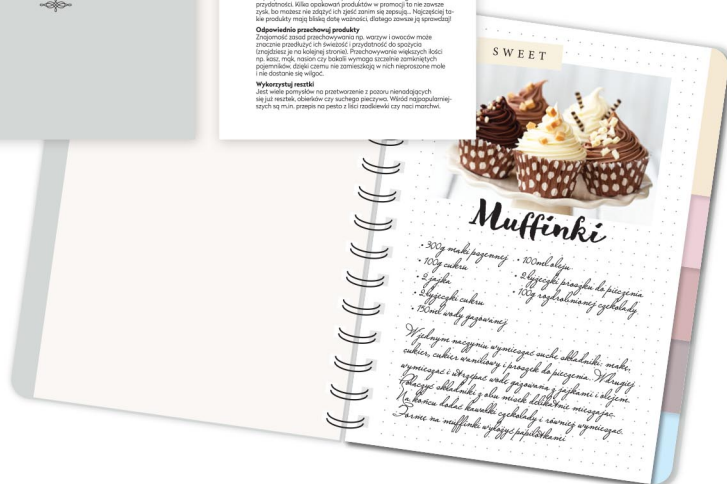 przydatności. Kilka opakowań produktów w promocji to nie zawsze
zysk, bo możesz nie zdążyć ich zjeść zanim się zepsują... Najczęściej ta-
kie produkty mają bliską datę ważności, dlatego zawsze ją sprawdzaj!
Odpowiednio przechowuj produkty
Znajomość zasad przechowywania np. warzyw i owoców może
znacznie przedłużyć ich świeżość i przydatność do spożycia
(znajdziesz je na kolejnej stronie). Przechowywanie większych ilości
np. kasz, mąk, nasion czy bakalii wymaga szczelnie zamkniętych
pojemników, dzięki czemu nie zamieszkają w nich nieproszone mole
i nie dostanie się wilgoć.
Wykorzystuj resztki
Jest wiele pomysłów na przetworzenie z pozoru nienadających
się już resztek, obierków czy suchego pieczywa. Wśród najpopularniej-
szych są m.in. przepis na pesto z liści rzodkiewki czy naci marchwi.
SWEET
Muffinki
• 300g mąki pszennej
• 100g cukru
• 2 jajka
• 2 łyżeczki cukru
• 150ml wody gazowanej
• 100ml oleju
• 2 łyżeczki proszku do pieczenia
• 100g rozdrobnionej czekolady
W jednym naczyniu wymieszać suche składniki: mąkę,
cukier, cukier waniliowy i proszek do pieczenia. W drugiej
wymieszać i utrzepać wodę gazowaną z jajkami i olejem.
Połączyć składniki z obu misek delikatnie mieszając.
Na końcu dodać kawałki czekolady i również wymieszać.
Formę na muffinki wyłożyć papilotkami